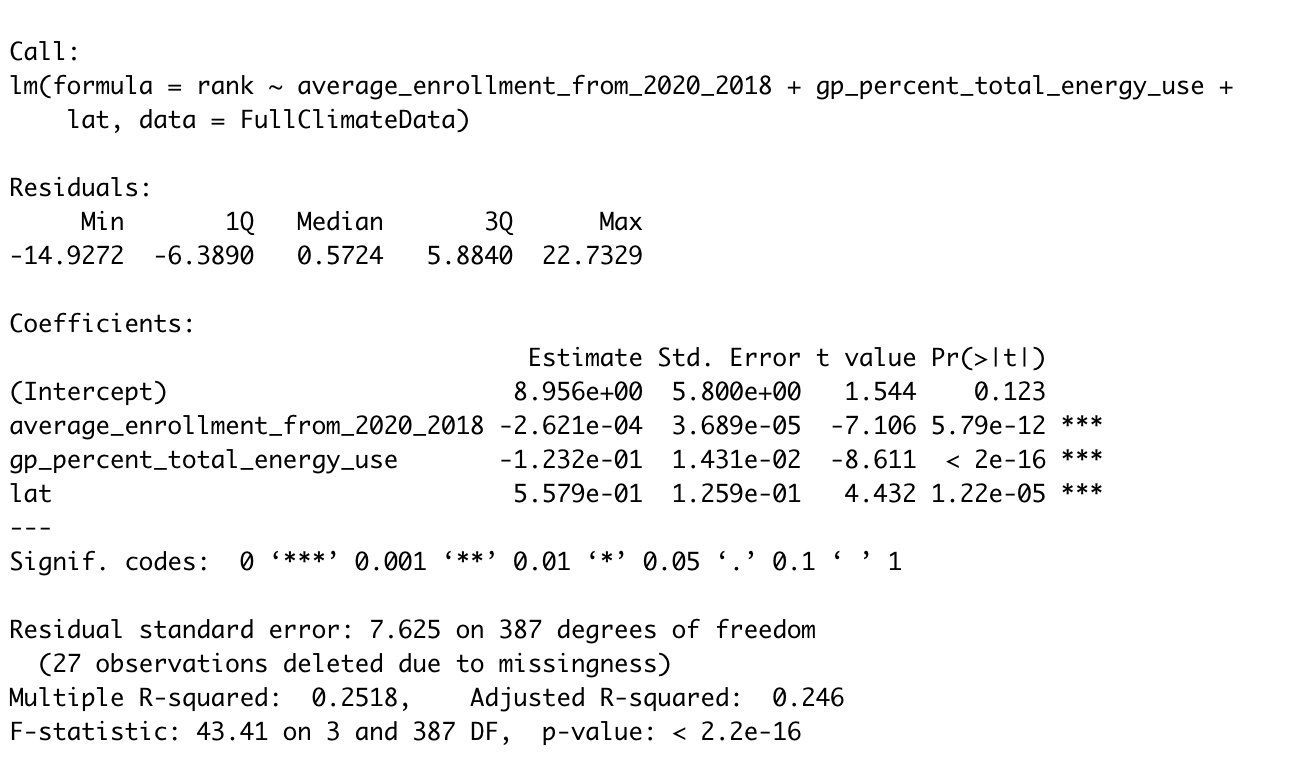 Call:
lm(formula = rank ~ average_enrollment_from_2020_2018 + gp_percent_total_energy_use +
    lat, data = FullClimateData)

Residuals:
     Min       1Q   Median       3Q      Max
-14.9272  -6.3890   0.5724   5.8840  22.7329

Coefficients:
                                    Estimate Std. Error t value Pr(>|t|)
(Intercept)                        8.956e+00  5.800e+00   1.544    0.123
average_enrollment_from_2020_2018 -2.621e-04  3.689e-05  -7.106 5.79e-12 ***
gp_percent_total_energy_use       -1.232e-01  1.431e-02  -8.611  < 2e-16 ***
lat                                5.579e-01  1.259e-01   4.432 1.22e-05 ***
---
Signif. codes:  0 ‘***’ 0.001 ‘**’ 0.01 ‘*’ 0.05 ‘.’ 0.1 ‘ ’ 1

Residual standard error: 7.625 on 387 degrees of freedom
  (27 observations deleted due to missingness)
Multiple R-squared:  0.2518,    Adjusted R-squared:  0.246
F-statistic: 43.41 on 3 and 387 DF,  p-value: < 2.2e-16